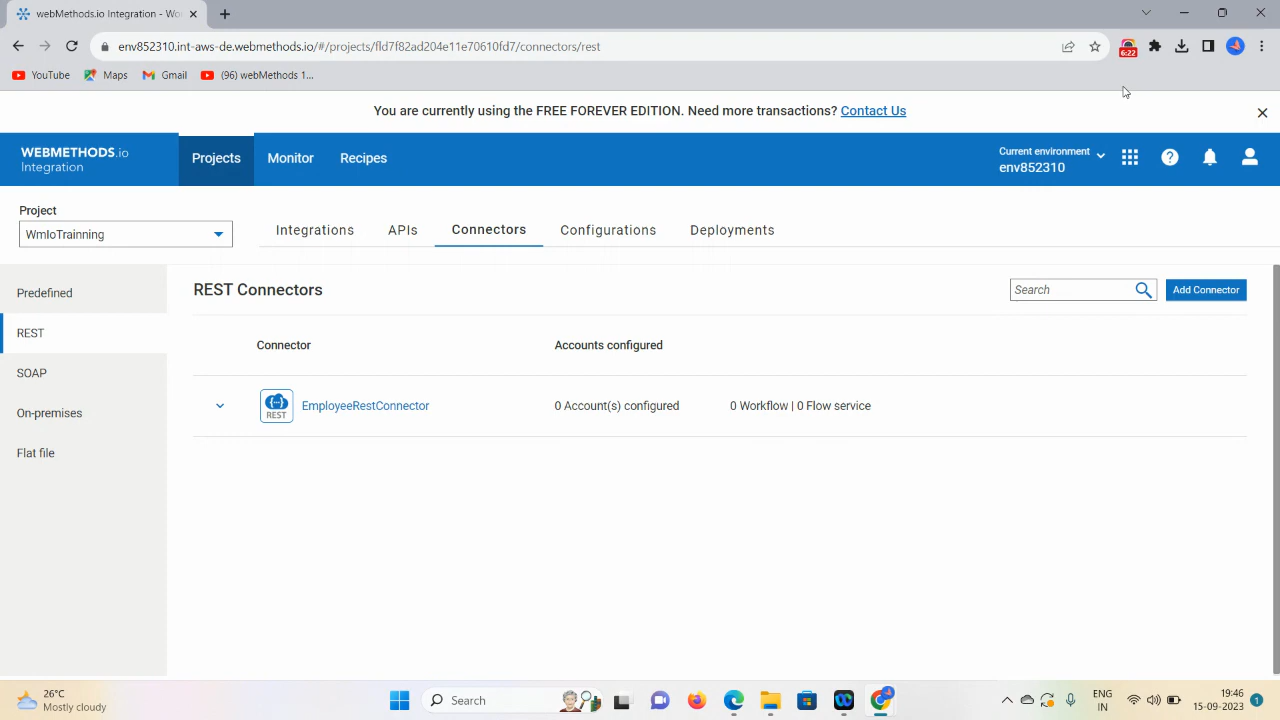 webMethods.io Integration - Wo
env852310.int-aws-de.webmethods.io/#/projects/fld7f82ad204e11e70610fd7/connectors/rest
6:22
YouTube
Maps
Gmail
(96) webMethods 1...
You are currently using the FREE FOREVER EDITION. Need more transactions? Contact Us
WEBMETHODS.io
Integration
Projects
Monitor
Recipes
Current environment
env852310
Project
WmIoTrainning
Integrations
APIs
Connectors
Configurations
Deployments
Predefined
REST
SOAP
On-premises
Flat file
REST Connectors
Search
Add Connector
Connector
Accounts configured
REST
EmployeeRestConnector
0 Account(s) configured
0 Workflow | 0 Flow service
26°C
Mostly cloudy
Search
ENG
IN
19:46
15-09-2023
1